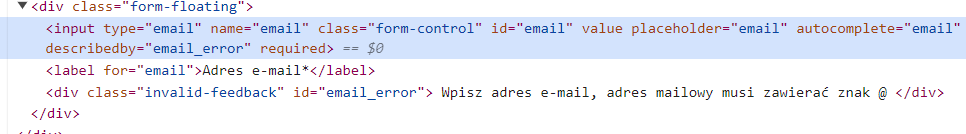 ▼<div class="form-floating">
<input type="email" name="email" class="form-control" id="email" value placeholder="email" autocomplete="email"
describedby="email_error" required> == $0
<label for="email">Adres e-mail*</label>
<div class="invalid-feedback" id="email_error"> Wpisz adres e-mail, adres mailowy musi zawierać znak @ </div>
</div>
</div>